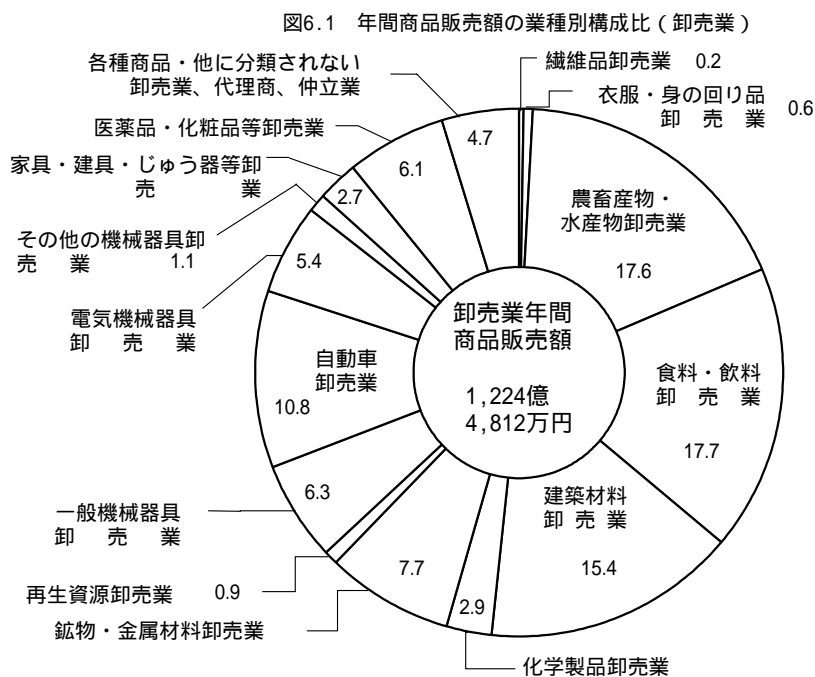 図6.1 年間商品販売額の業種別構成比(卸売業)
繊維品卸売業 0.2
衣服・身の回り品
卸 売 業 0.6
農畜産物・
水産物卸売業
17.6
食料・飲料
卸 売 業
17.7
建築材料
卸 売 業
15.4
化学製品卸売業
2.9
鉱物・金属材料卸売業
7.7
再生資源卸売業 0.9
一般機械器具
卸 売 業
6.3
自動車
卸売業
10.8
電気機械器具
卸 売 業
5.4
その他の機械器具卸
売 業 1.1
家具・建具・じゅう器等卸
売 業
2.7
医薬品・化粧品等卸売業
6.1
各種商品・他に分類されない
卸売業、代理商、仲立業
4.7
卸売業年間
商品販売額
1,224億
4,812万円